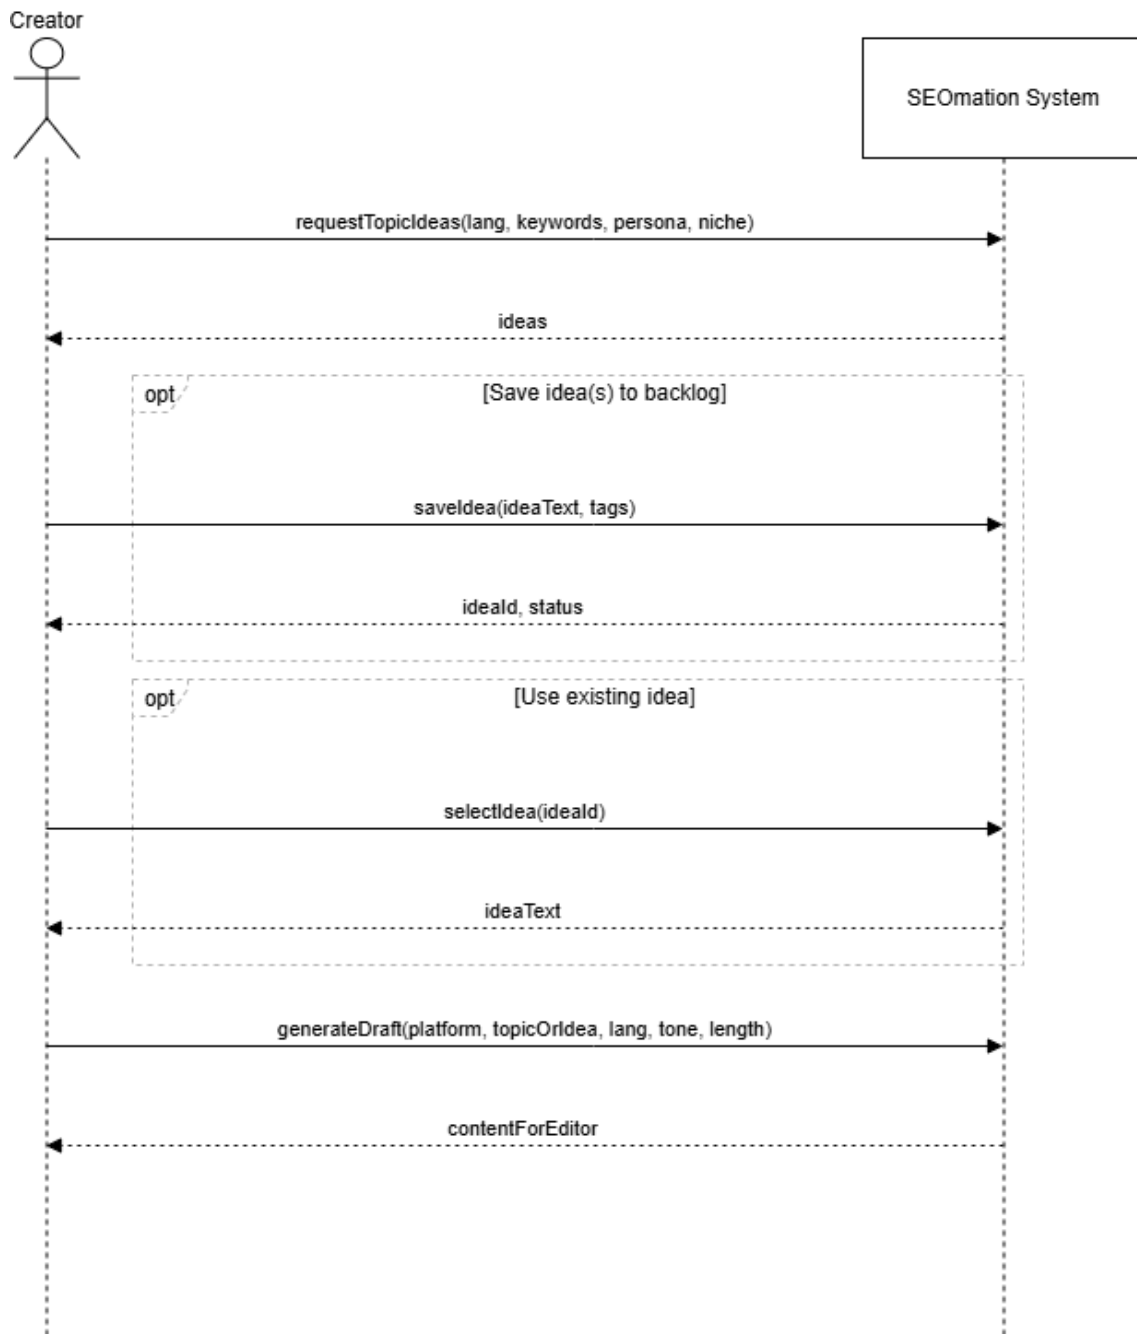 Creator
SEOmation System
requestTopicIdeas(lang, keywords, persona, niche)
ideas
opt
[Save idea(s) to backlog]
saveIdea(ideaText, tags)
ideaId, status
opt
[Use existing idea]
selectIdea(ideaId)
ideaText
generateDraft(platform, topicOrIdea, lang, tone, length)
contentForEditor